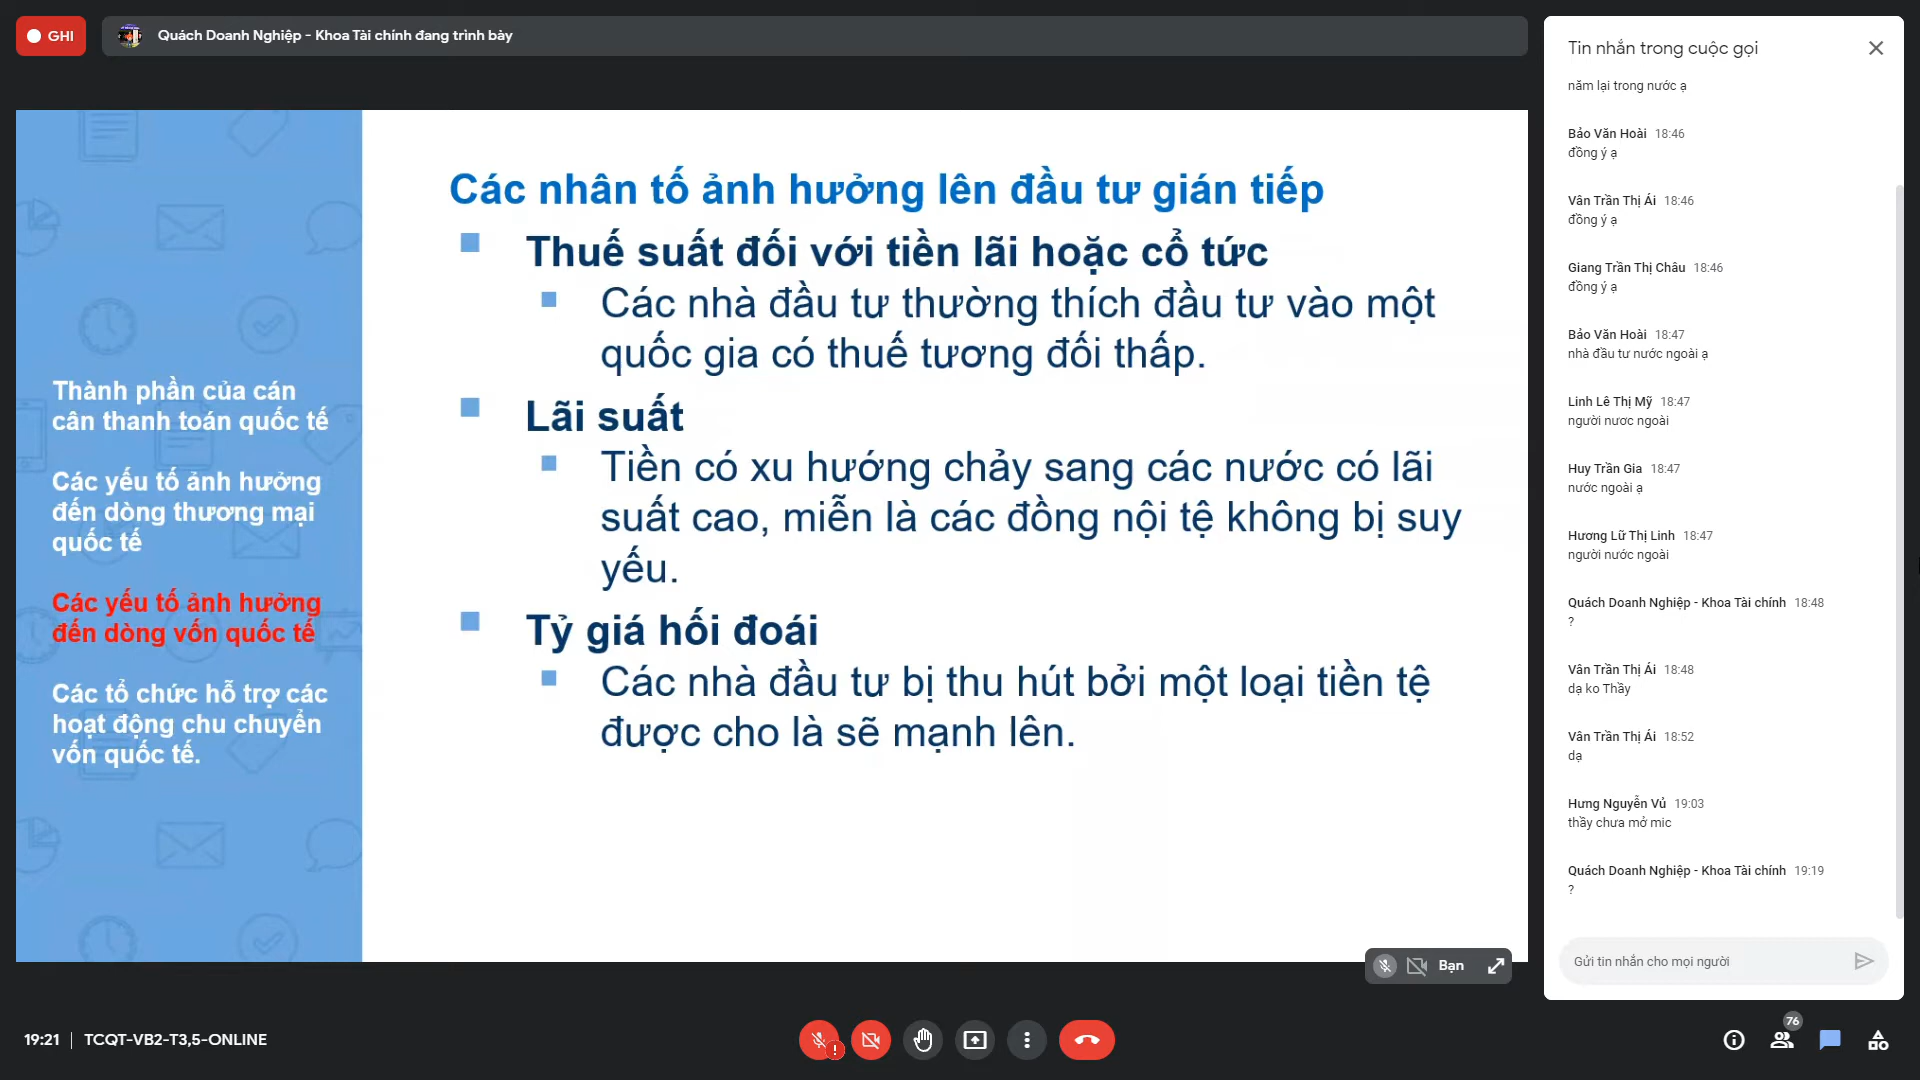 GHI
Quách Doanh Nghiệp - Khoa Tài chính đang trình bày
Thành phần của cán
cân thanh toán quốc tế
Các yếu tố ảnh hưởng
đến dòng thương mại
quốc tế
Các yếu tố ảnh hưởng
đến dòng vốn quốc tế
Các tổ chức hỗ trợ các
hoạt động chu chuyển
vốn quốc tế.
Các nhân tố ảnh hưởng lên đầu tư gián tiếp
Thuế suất đối với tiền lãi hoặc cổ tức
Các nhà đầu tư thường thích đầu tư vào một
quốc gia có thuế tương đối thấp.
Lãi suất
Tiền có xu hướng chảy sang các nước có lãi
suất cao, miễn là các đồng nội tệ không bị suy
yếu.
Tỷ giá hối đoái
Các nhà đầu tư bị thu hút bởi một loại tiền tệ
được cho là sẽ mạnh lên.
Bạn
Tin nhắn trong cuộc gọi
năm lại trong nước ạ
Bảo Văn Hoài 18:46
đồng ý ạ
Vân Trần Thị Ái 18:46
đồng ý ạ
Giang Trần Thị Châu 18:46
đồng ý ạ
Bảo Văn Hoài 18:47
nhà đầu tư nước ngoài ạ
Linh Lê Thị Mỹ 18:47
người nươc ngoài
Huy Trần Gia 18:47
nước ngoài ạ
Hương Lữ Thị Linh 18:47
người nước ngoài
Quách Doanh Nghiệp - Khoa Tài chính 18:48
?
Vân Trần Thị Ái 18:48
dạ ko Thầy
Vân Trần Thị Ái 18:52
dạ
Hưng Nguyễn Vủ 19:03
thầy chưa mở mic
Quách Doanh Nghiệp - Khoa Tài chính 19:19
?
Gửi tin nhắn cho mọi người
19:21 | TCQT-VB2-T3,5-ONLINE
76